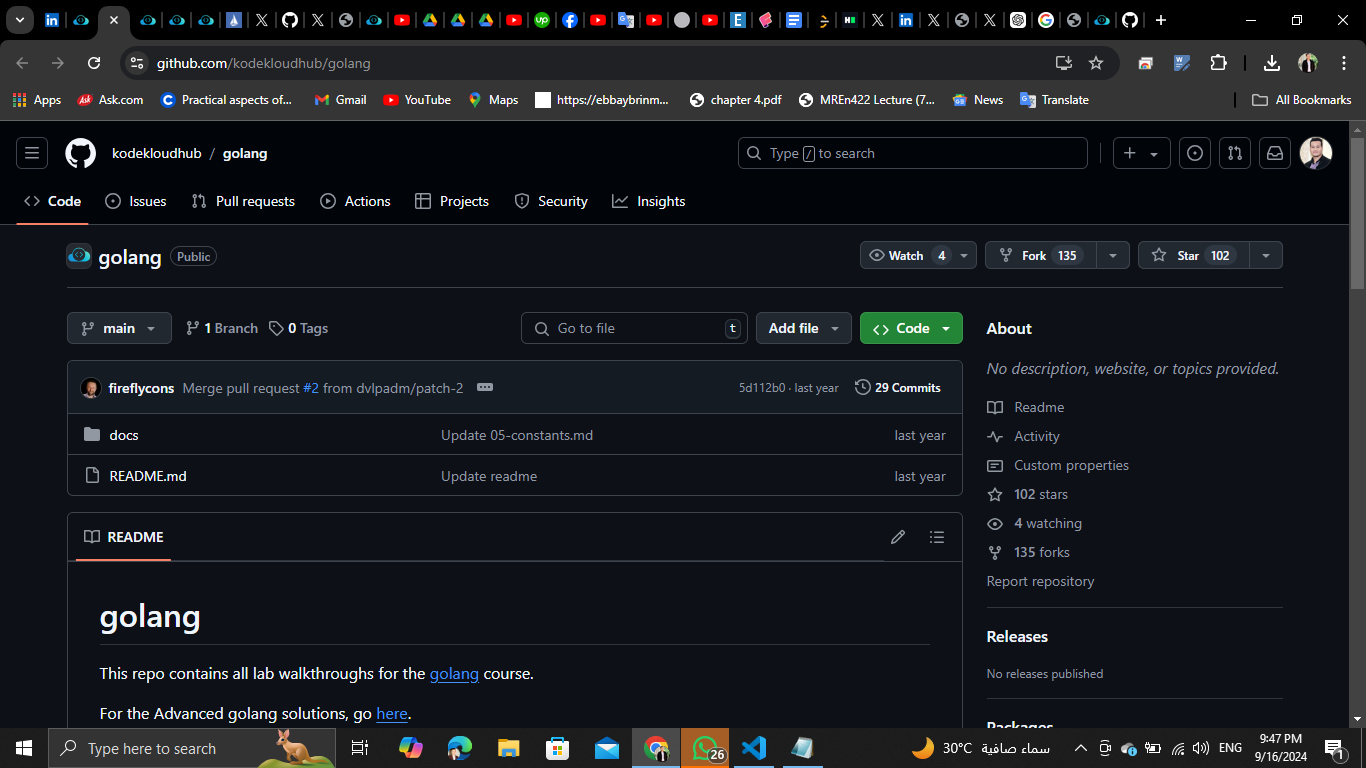 github.com/kodekloudhub/golang
Apps
Ask.com
Practical aspects of...
Gmail
YouTube
Maps
https://ebbaybrinm...
chapter 4.pdf
MREn422 Lecture (7...
News
Translate
All Bookmarks
kodekloudhub / golang
Type / to search
Code
Issues
Pull requests
Actions
Projects
Security
Insights
golang Public
Watch 4
Fork 135
Star 102
main
1 Branch
0 Tags
Go to file t
Add file
Code
fireflycons Merge pull request #2 from dvlpadm/patch-2
5d112b0 · last year
29 Commits
docs Update 05-constants.md last year
README.md Update readme last year
README
golang
This repo contains all lab walkthroughs for the golang course.
For the Advanced golang solutions, go here.
About
No description, website, or topics provided.
Readme
Activity
Custom properties
102 stars
4 watching
135 forks
Report repository
Releases
No releases published
Packages
Type here to search
26
30°C سماء صافية
ENG
9:47 PM
9/16/2024
1